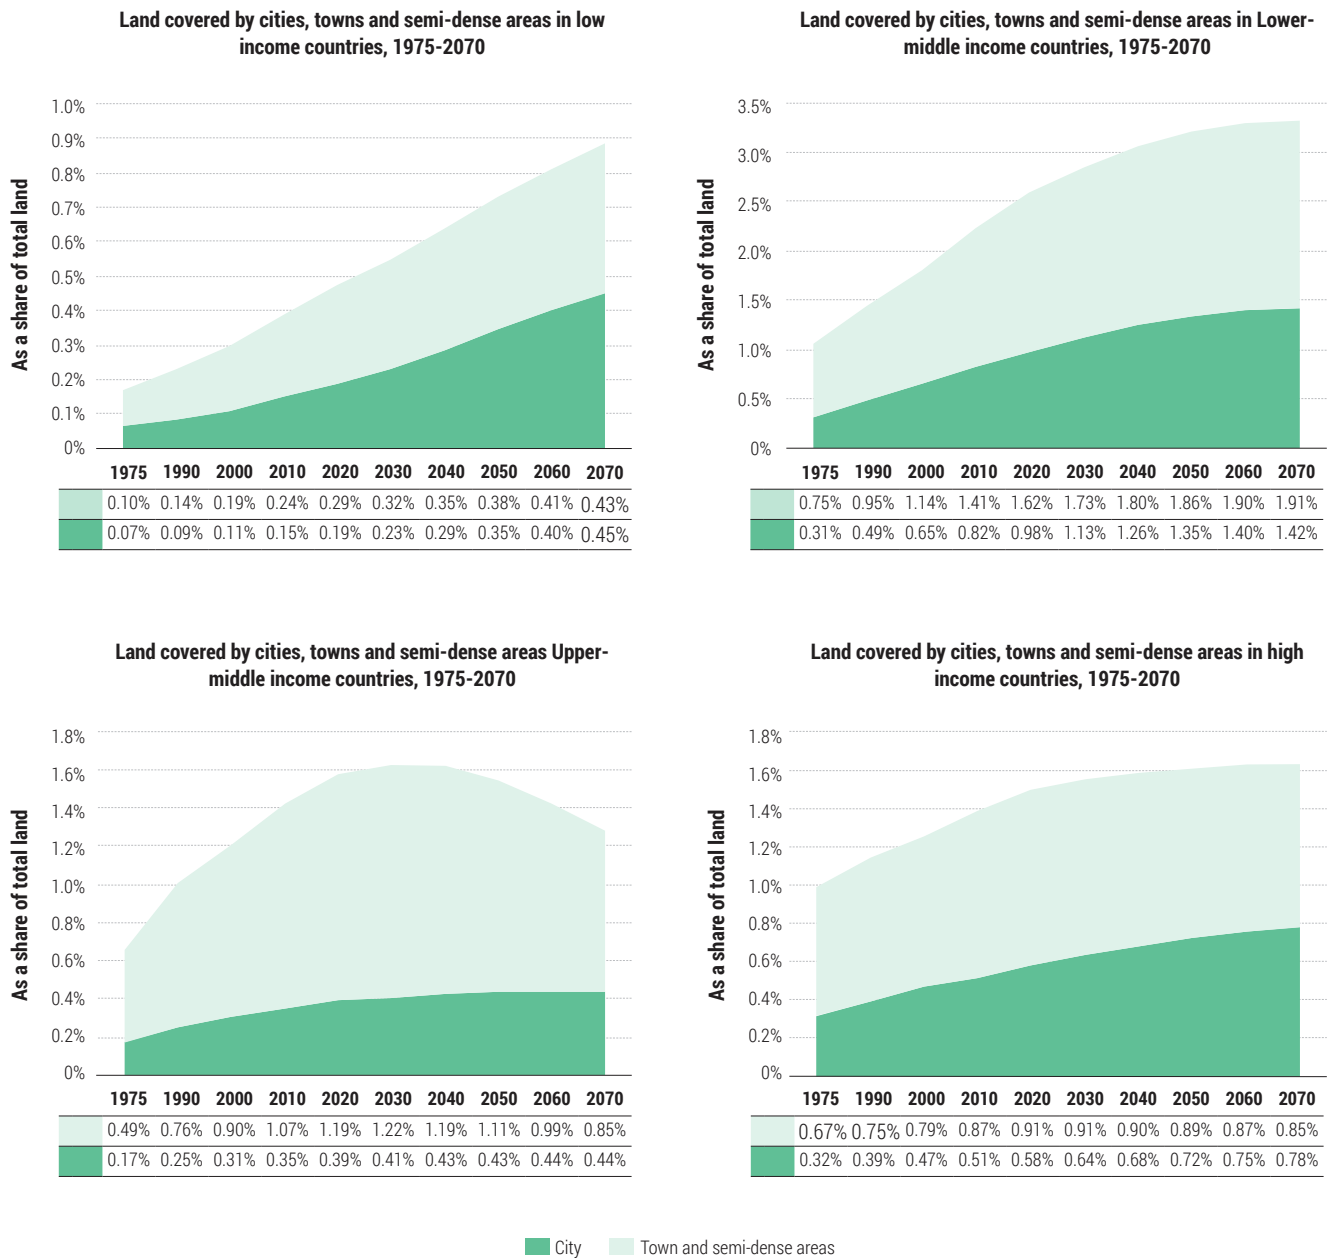 Land covered by cities, towns and semi-dense areas in low
income countries, 1975-2070
As a share of total land
1.0%
0.9%
0.8%
0.7%
0.6%
0.5%
0.4%
0.3%
0.2%
0.1%
0%
1975 1990 2000 2010 2020 2030 2040 2050 2060 2070
0.10% 0.14% 0.19% 0.24% 0.29% 0.32% 0.35% 0.38% 0.41% 0.43%
0.07% 0.09% 0.11% 0.15% 0.19% 0.23% 0.29% 0.35% 0.40% 0.45%
Land covered by cities, towns and semi-dense areas in Lower-
middle income countries, 1975-2070
As a share of total land
3.5%
3.0%
2.5%
2.0%
1.5%
1.0%
0.5%
0%
1975 1990 2000 2010 2020 2030 2040 2050 2060 2070
0.75% 0.95% 1.14% 1.41% 1.62% 1.73% 1.80% 1.86% 1.90% 1.91%
0.31% 0.49% 0.65% 0.82% 0.98% 1.13% 1.26% 1.35% 1.40% 1.42%
Land covered by cities, towns and semi-dense areas Upper-
middle income countries, 1975-2070
As a share of total land
1.8%
1.6%
1.4%
1.2%
1.0%
0.8%
0.6%
0.4%
0.2%
0%
1975 1990 2000 2010 2020 2030 2040 2050 2060 2070
0.49% 0.76% 0.90% 1.07% 1.19% 1.22% 1.19% 1.11% 0.99% 0.85%
0.17% 0.25% 0.31% 0.35% 0.39% 0.41% 0.43% 0.43% 0.44% 0.44%
Land covered by cities, towns and semi-dense areas in high
income countries, 1975-2070
As a share of total land
1.8%
1.6%
1.4%
1.2%
1.0%
0.8%
0.6%
0.4%
0.2%
0%
1975 1990 2000 2010 2020 2030 2040 2050 2060 2070
0.67% 0.75% 0.79% 0.87% 0.91% 0.91% 0.90% 0.89% 0.87% 0.85%
0.32% 0.39% 0.47% 0.51% 0.58% 0.64% 0.68% 0.72% 0.75% 0.78%
City Town and semi-dense areas